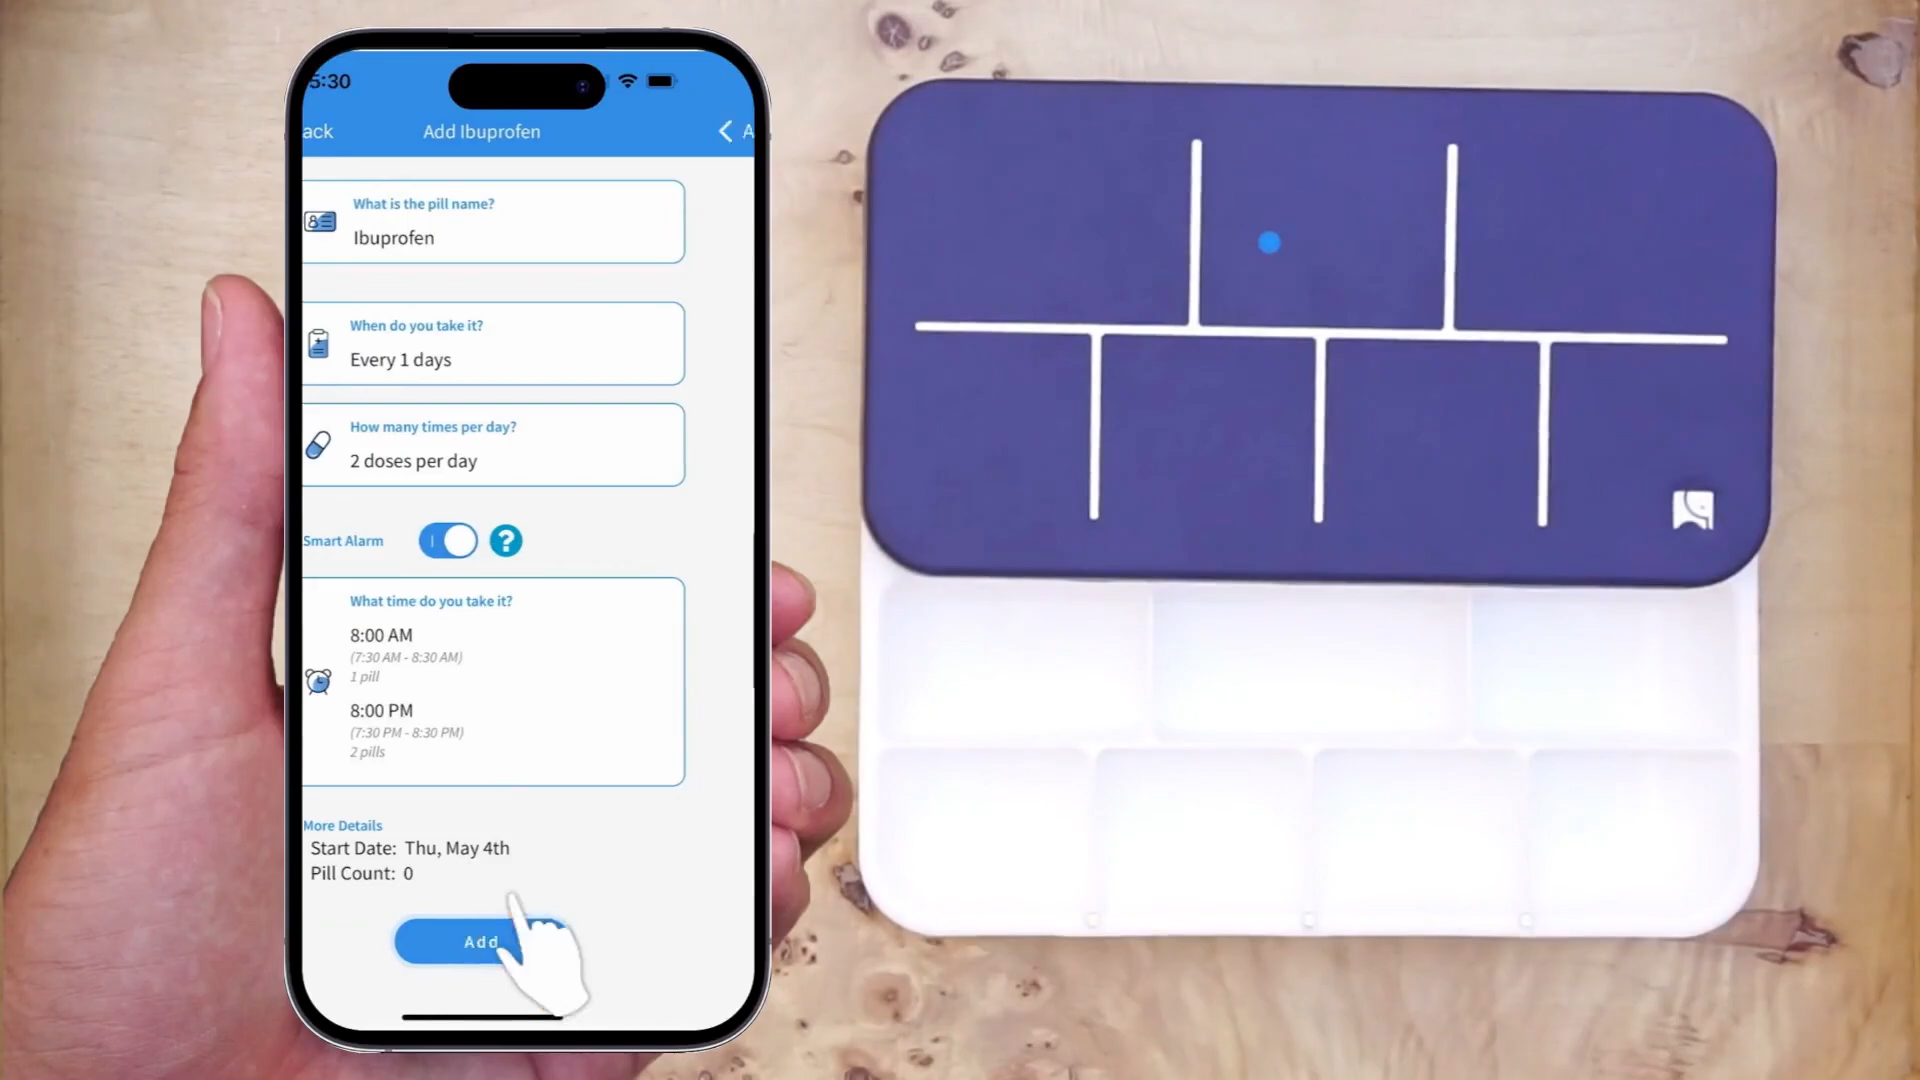 5:30
ack
Add Ibuprofen
A
What is the pill name?
Ibuprofen
When do you take it?
Every 1 days
How many times per day?
2 doses per day
Smart Alarm
?
What time do you take it?
8:00 AM
(7:30 AM - 8:30 AM)
1 pill
8:00 PM
(7:30 PM - 8:30 PM)
2 pills
More Details
Start Date: Thu, May 4th
Pill Count: 0
Add